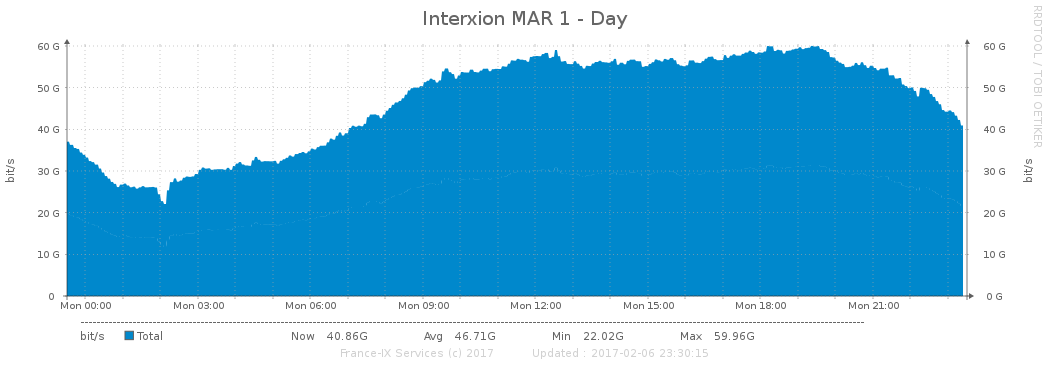 Interxion MAR 1 - Day
RRDTOOL / TOBI OETIKER
60 G 60 G
50 G 50 G
40 G 40 G
30 G 30 G
20 G 20 G
10 G 10 G
0 0 G
bit/s bit/s
Mon 00:00 Mon 03:00 Mon 06:00 Mon 09:00 Mon 12:00 Mon 15:00 Mon 18:00 Mon 21:00
bit/s Total Now 40.86G Avg 46.71G Min 22.02G Max 59.96G
France-IX Services (c) 2017 Updated : 2017-02-06 23:30:15